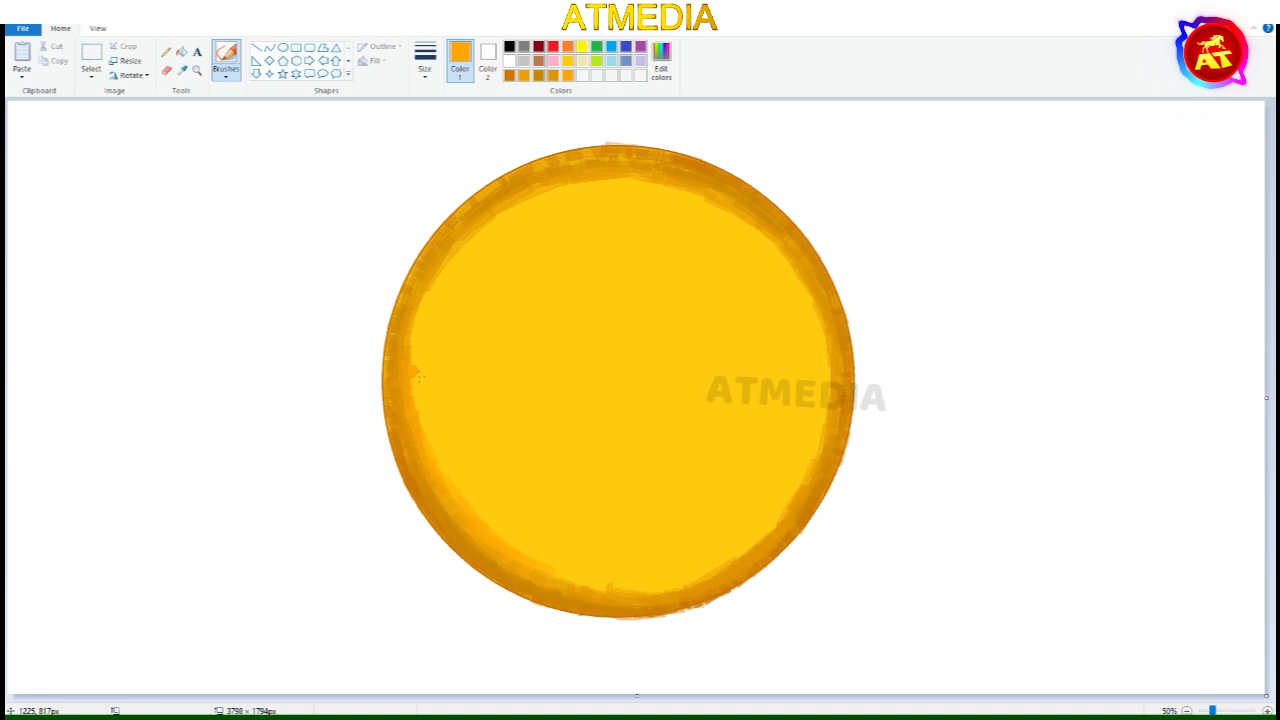 ATMEDIA
File Home View
AT
Cut
Crop
Outline
Copy
Resize
Fill
Paste
Select
Rotate
Brushes
Size
Color
1
Color
2
Edit
colors
Clipboard
Image
Tools
Shapes
Colors
ATMEDIA
1225, 817px
3798 × 1794px
50%